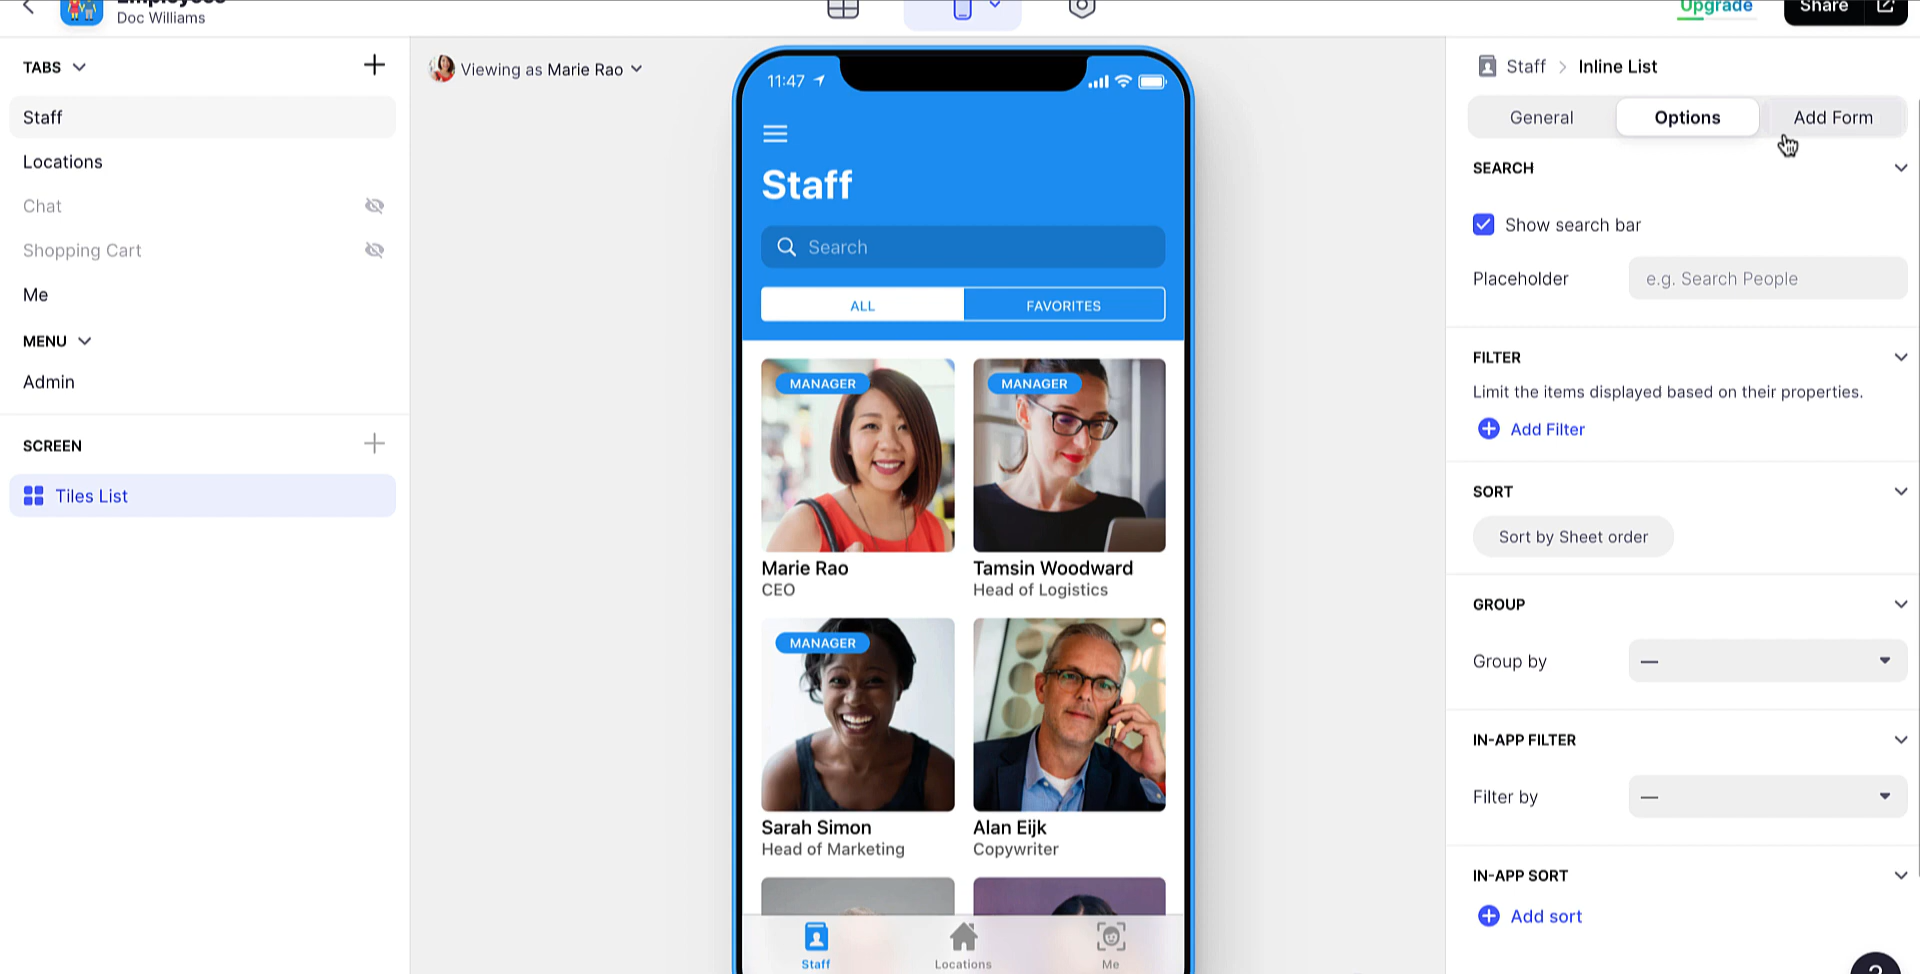 Employees
Doc Williams
Upgrade
Share
TABS
Staff
Locations
Chat
Shopping Cart
Me
MENU
Admin
SCREEN
Tiles List
Viewing as Marie Rao
11:47
Staff
Search
ALL
FAVORITES
MANAGER
MANAGER
Marie Rao
CEO
Tamsin Woodward
Head of Logistics
MANAGER
Sarah Simon
Head of Marketing
Alan Eijk
Copywriter
Staff
Locations
Me
Staff > Inline List
General
Options
Add Form
SEARCH
Show search bar
Placeholder
e.g. Search People
FILTER
Limit the items displayed based on their properties.
Add Filter
SORT
Sort by Sheet order
GROUP
Group by
—
IN-APP FILTER
Filter by
—
IN-APP SORT
Add sort
?